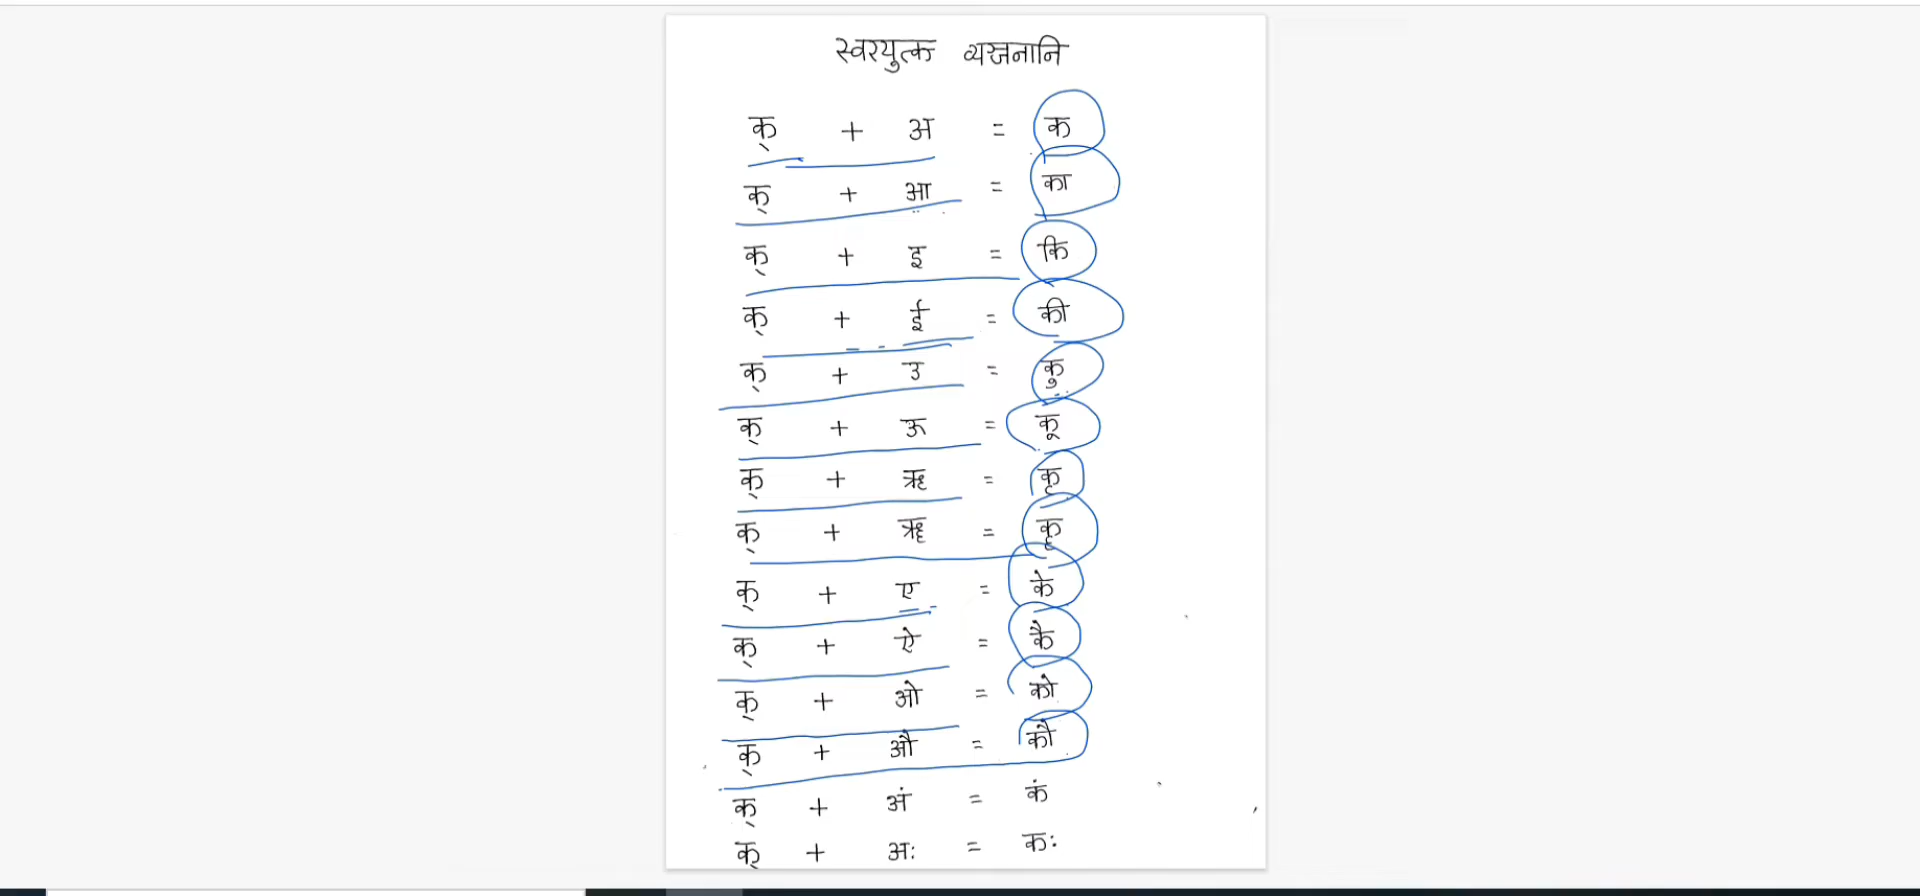 स्वरयुत्क व्यञ्जनानि
क् + अ = क
क् + आ = का
क् + इ = कि
क् + ई = की
क् + उ = कु
क् + ऊ = कू
क् + ऋ = कृ
क् + ॠ = कॄ
क् + ए = के
क् + ऐ = कै
क् + ओ = को
क् + औ = कौ
क् + अं = कं
क् + अः = कः